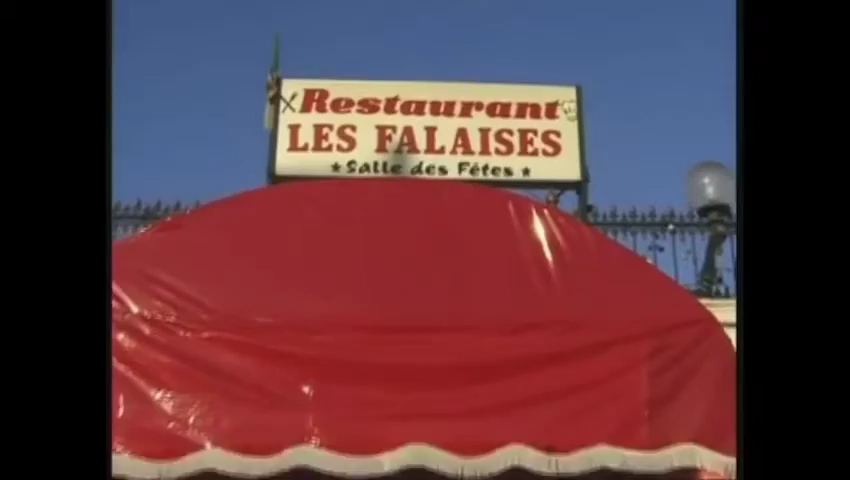 Restaurant
LES FALAISES
★ Salle des Fêtes ★